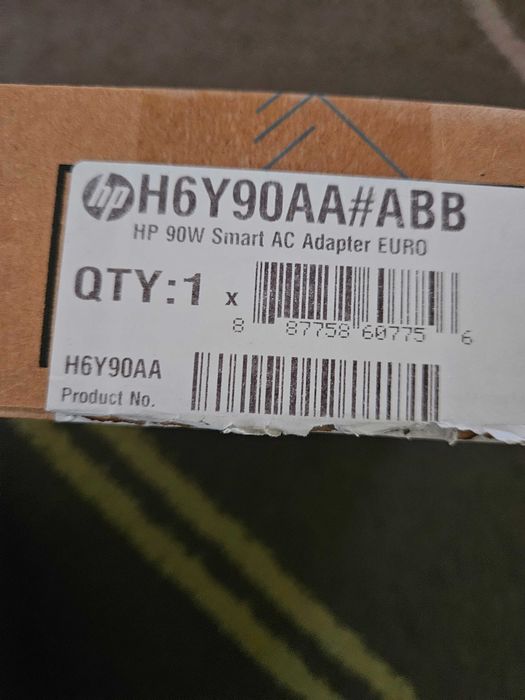 hp H6Y90AA#ABB
HP 90W Smart AC Adapter EURO
QTY:1 x
8 87758 60775 6
H6Y90AA
Product No.